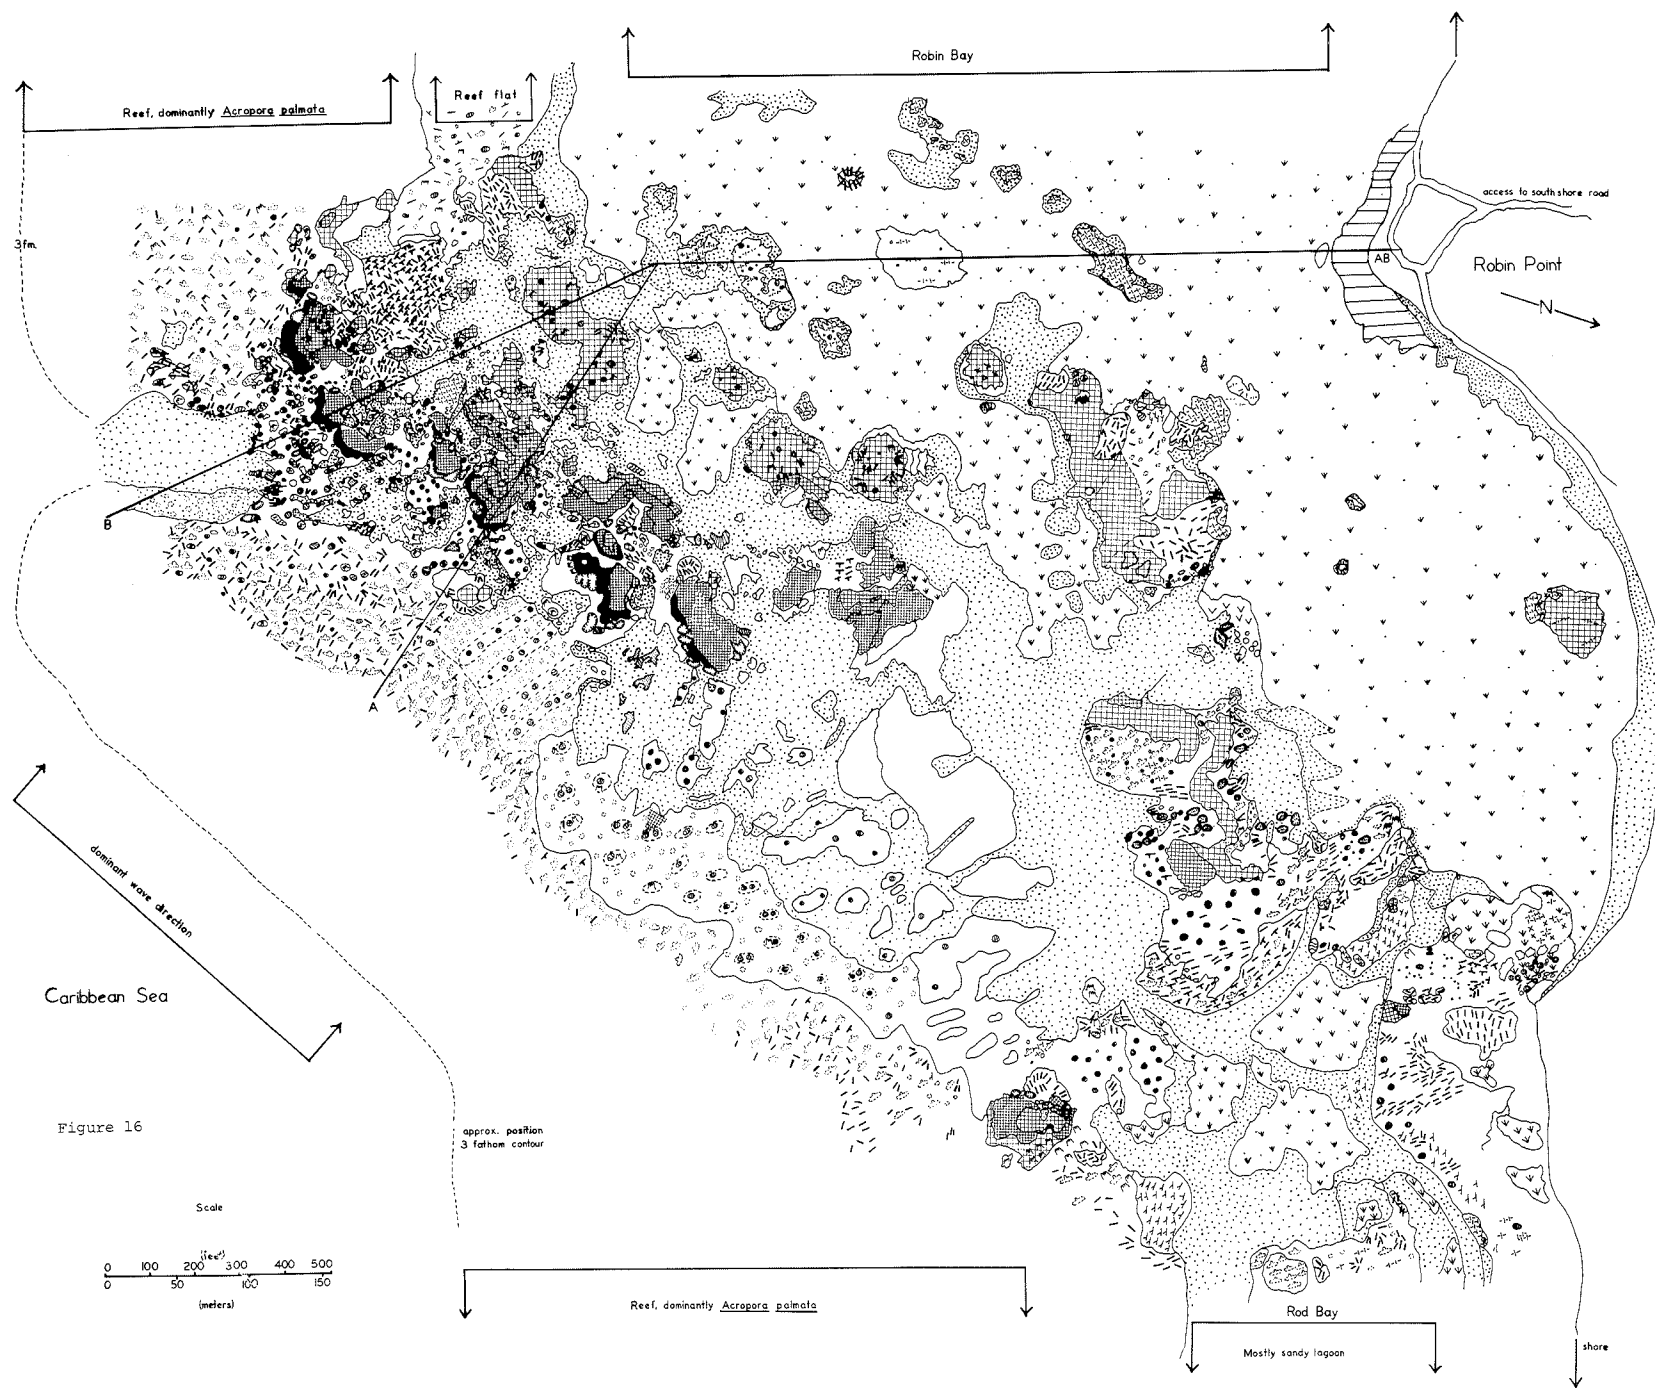 Robin Bay
Reef, dominantly Acropora palmata
Reef flat
access to south shore road
3 fm.
AB
Robin Point
N
B
A
dominant wave direction
Caribbean Sea
Figure 16
approx. position
3 fathom contour
Scale
(feet)
0 100 200 300 400 500
0 50 100 150
(meters)
Reef, dominantly Acropora palmata
Rod Bay
Mostly sandy lagoon
shore